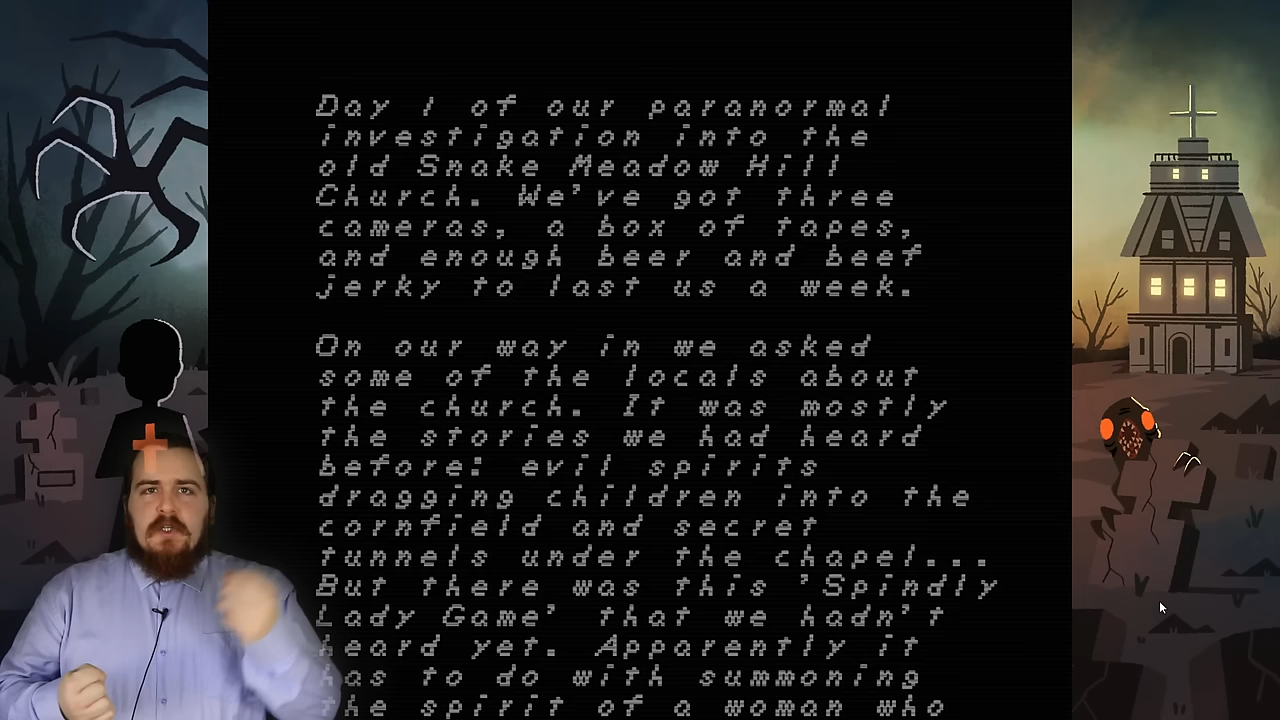 Day 1 of our paranormal
investigation into the
old Snake Meadow Hill
Church. We've got three
cameras, a box of tapes,
and enough beer and beef
jerky to last us a week.
On our way in we asked
some of the locals about
the church. It was mostly
the stories we had heard
before: evil spirits
dragging children into the
cornfield and secret
tunnels under the chapel...
But there was this 'Spindly
Lady Game' that we hadn't
heard yet. Apparently it
has to do with summoning
the spirit of a woman who